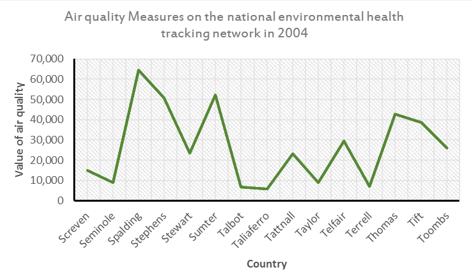 Air quality Measures on the national environmental health
tracking network in 2004
Value of air quality
70,000
60,000
50,000
40,000
30,000
20,000
10,000
0
Screven
Seminole
Spalding
Stephens
Stewart
Sumter
Talbot
Taliaferro
Tattnall
Taylor
Telfair
Terrell
Thomas
Tift
Toombs
Country